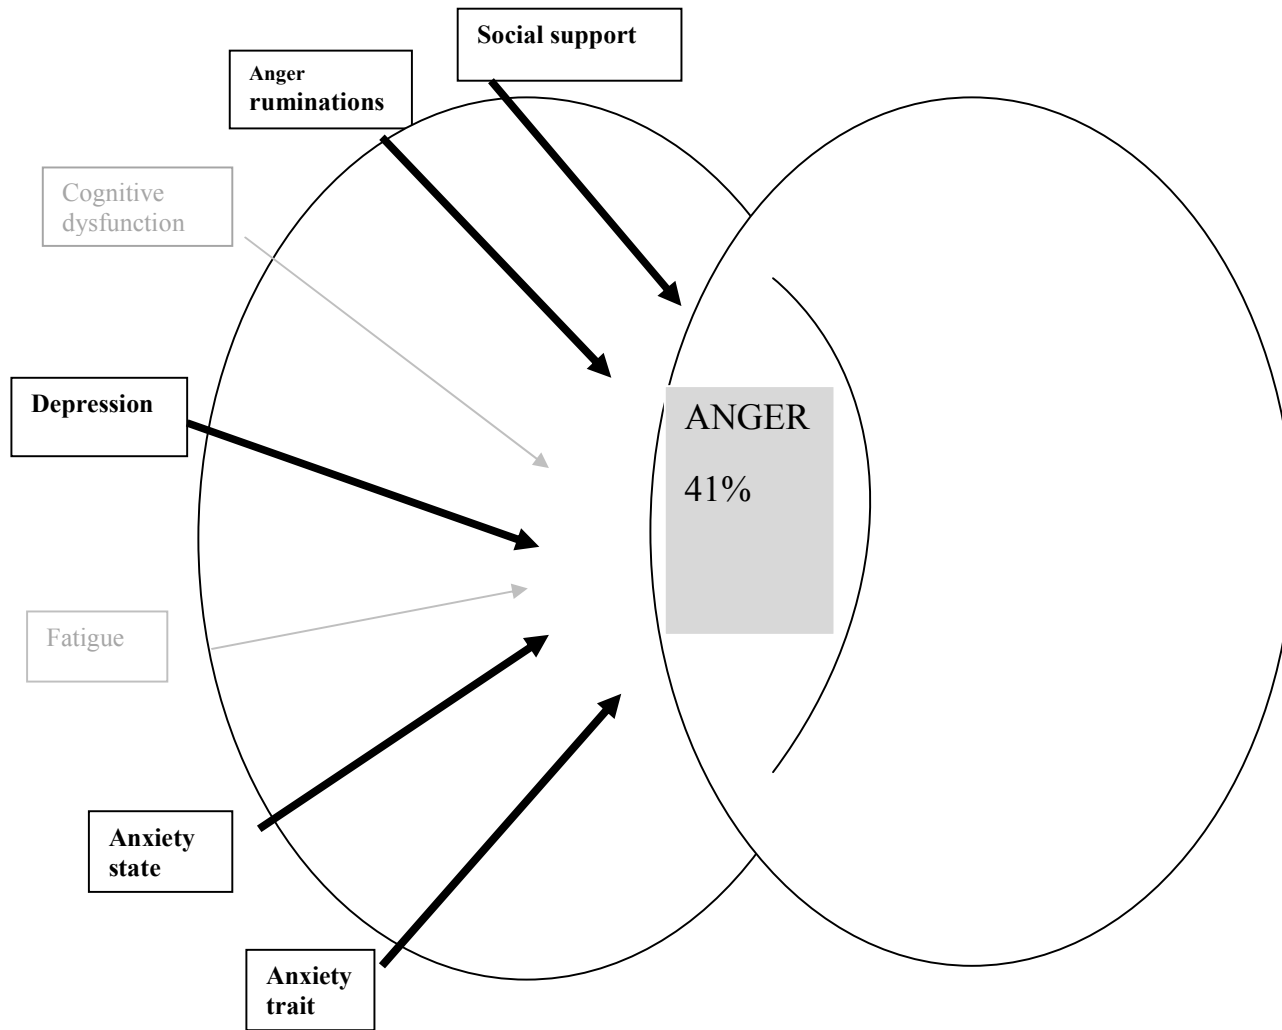 Social support
Anger
ruminations
Cognitive
dysfunction
Depression
ANGER
41%
Fatigue
Anxiety
state
Anxiety
trait